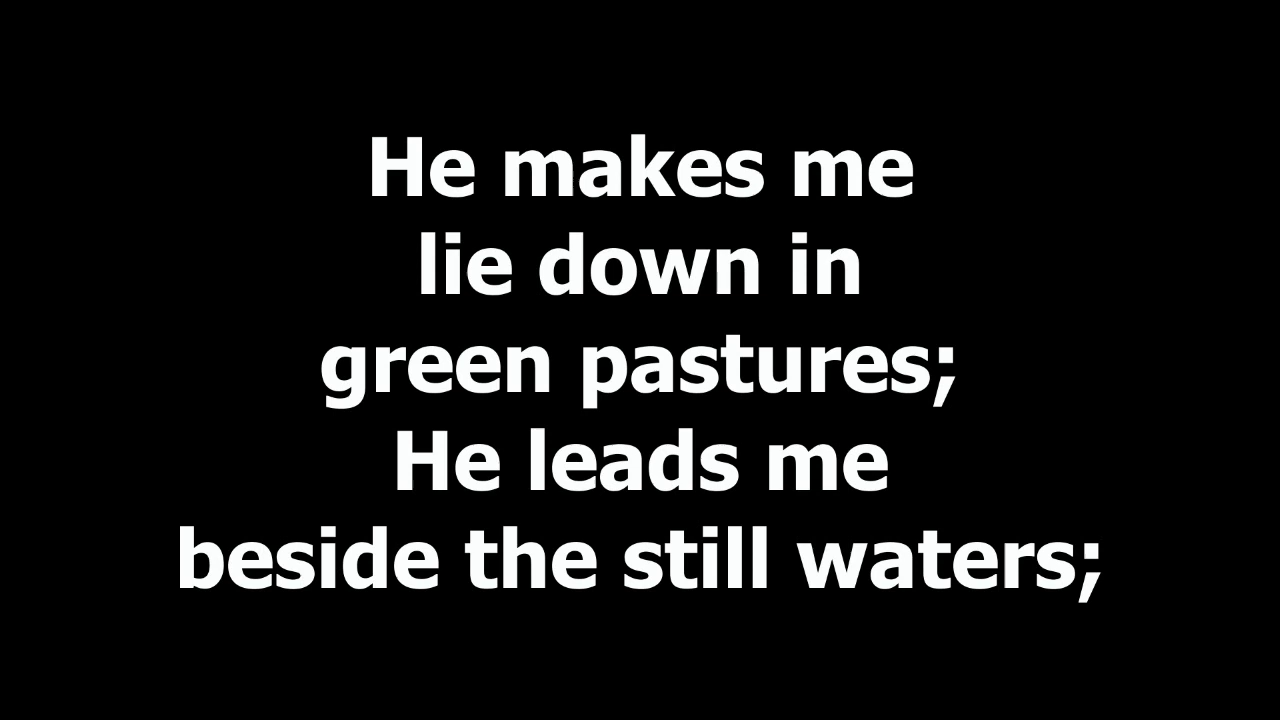 He makes me
lie down in
green pastures;
He leads me
beside the still waters;